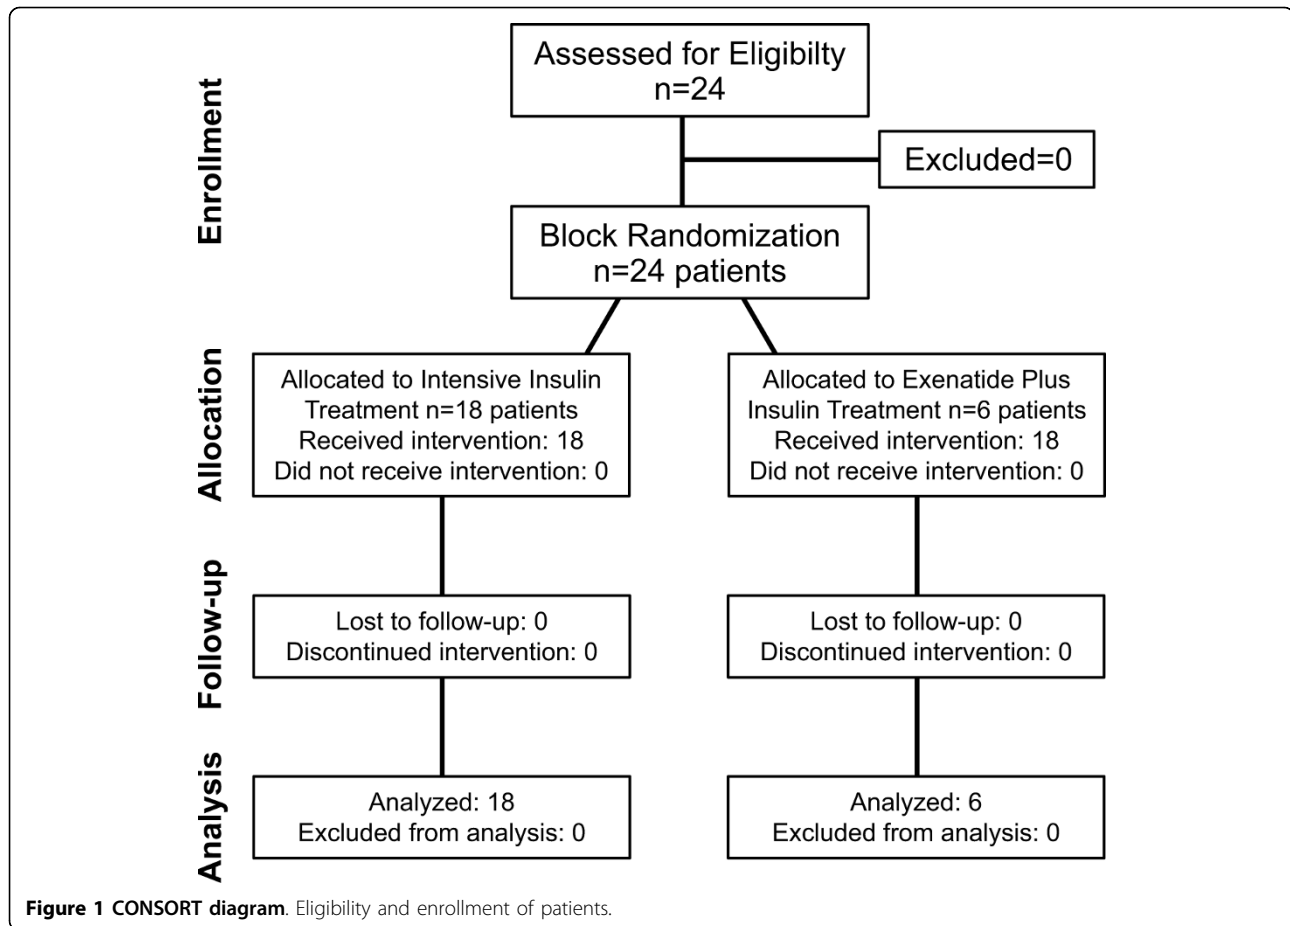 Enrollment
Assessed for Eligibilty
n=24
Excluded=0
Block Randomization
n=24 patients
Allocation
Allocated to Intensive Insulin
Treatment n=18 patients
Received intervention: 18
Did not receive intervention: 0
Allocated to Exenatide Plus
Insulin Treatment n=6 patients
Received intervention: 18
Did not receive intervention: 0
Follow-up
Lost to follow-up: 0
Discontinued intervention: 0
Lost to follow-up: 0
Discontinued intervention: 0
Analysis
Analyzed: 18
Excluded from analysis: 0
Analyzed: 6
Excluded from analysis: 0
Figure 1 CONSORT diagram. Eligibility and enrollment of patients.